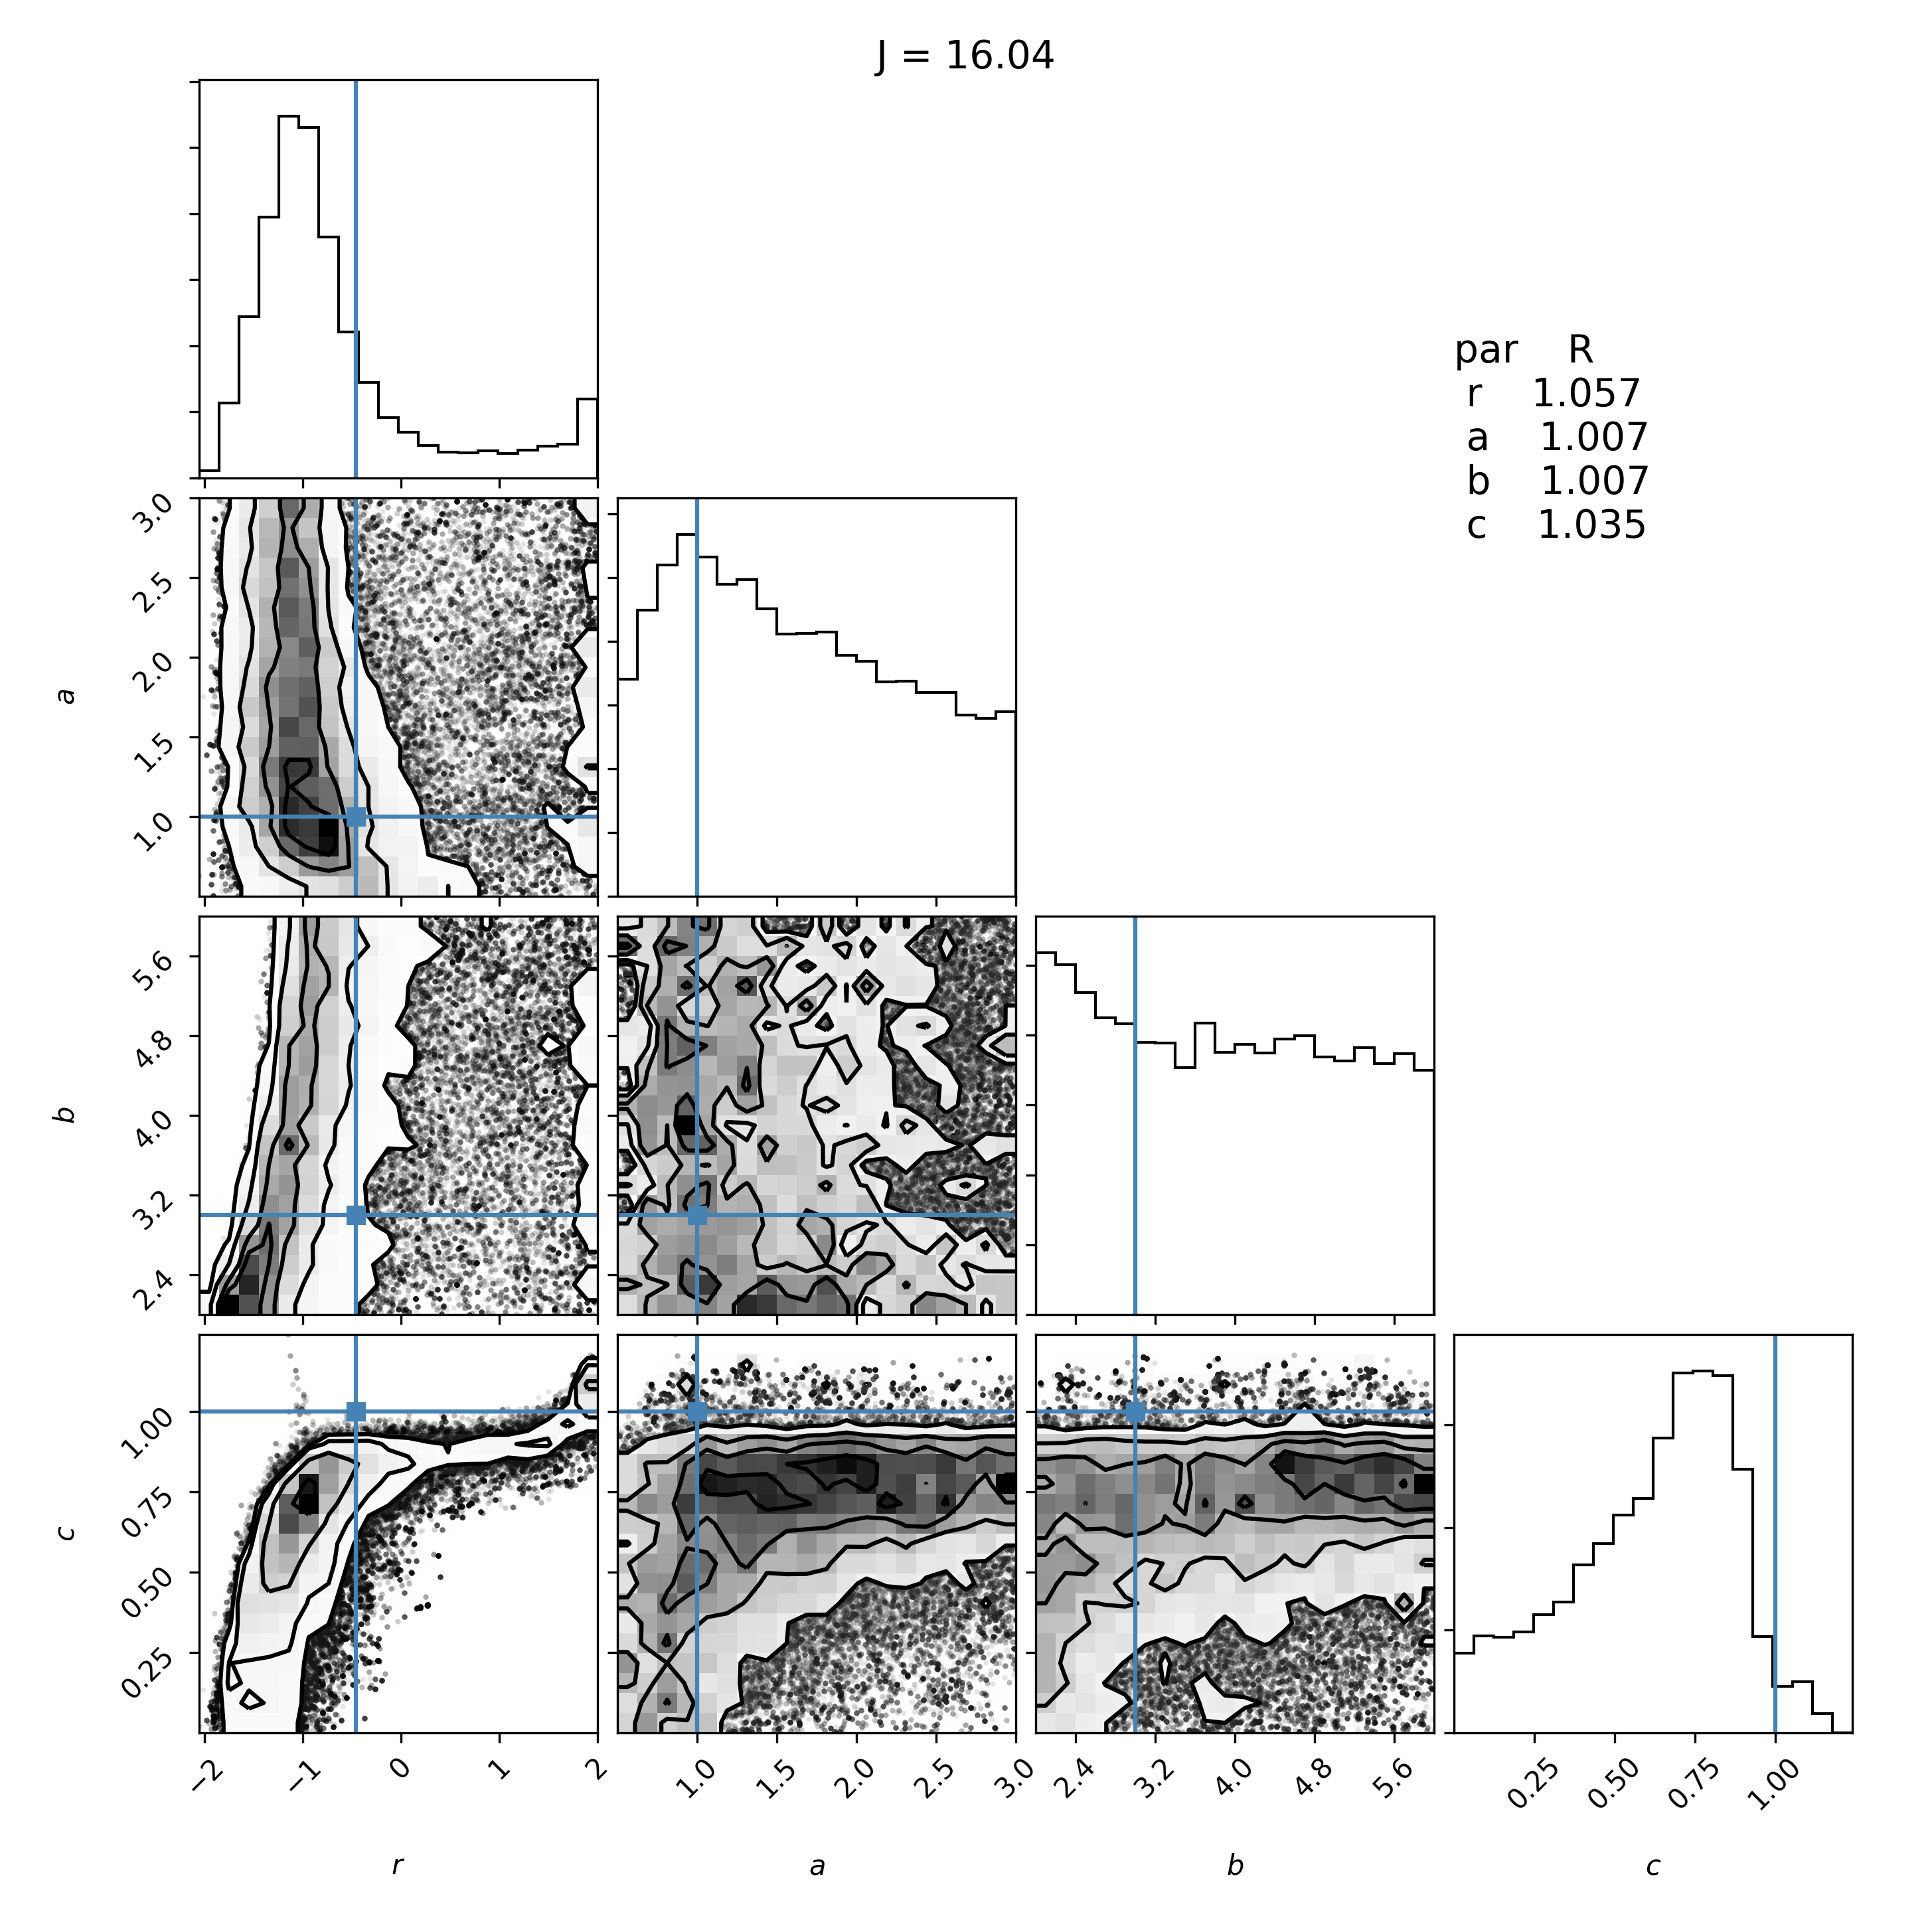 J = 16.04
par R
r 1.057
a 1.007
b 1.007
c 1.035
3.0
2.5
2.0
1.5
1.0
a
5.6
4.8
4.0
3.2
2.4
b
1.00
0.75
0.50
0.25
c
−2 −1 0 1 2
1.0 1.5 2.0 2.5 3.0
2.4 3.2 4.0 4.8 5.6
0.25 0.50 0.75 1.00
r a b c